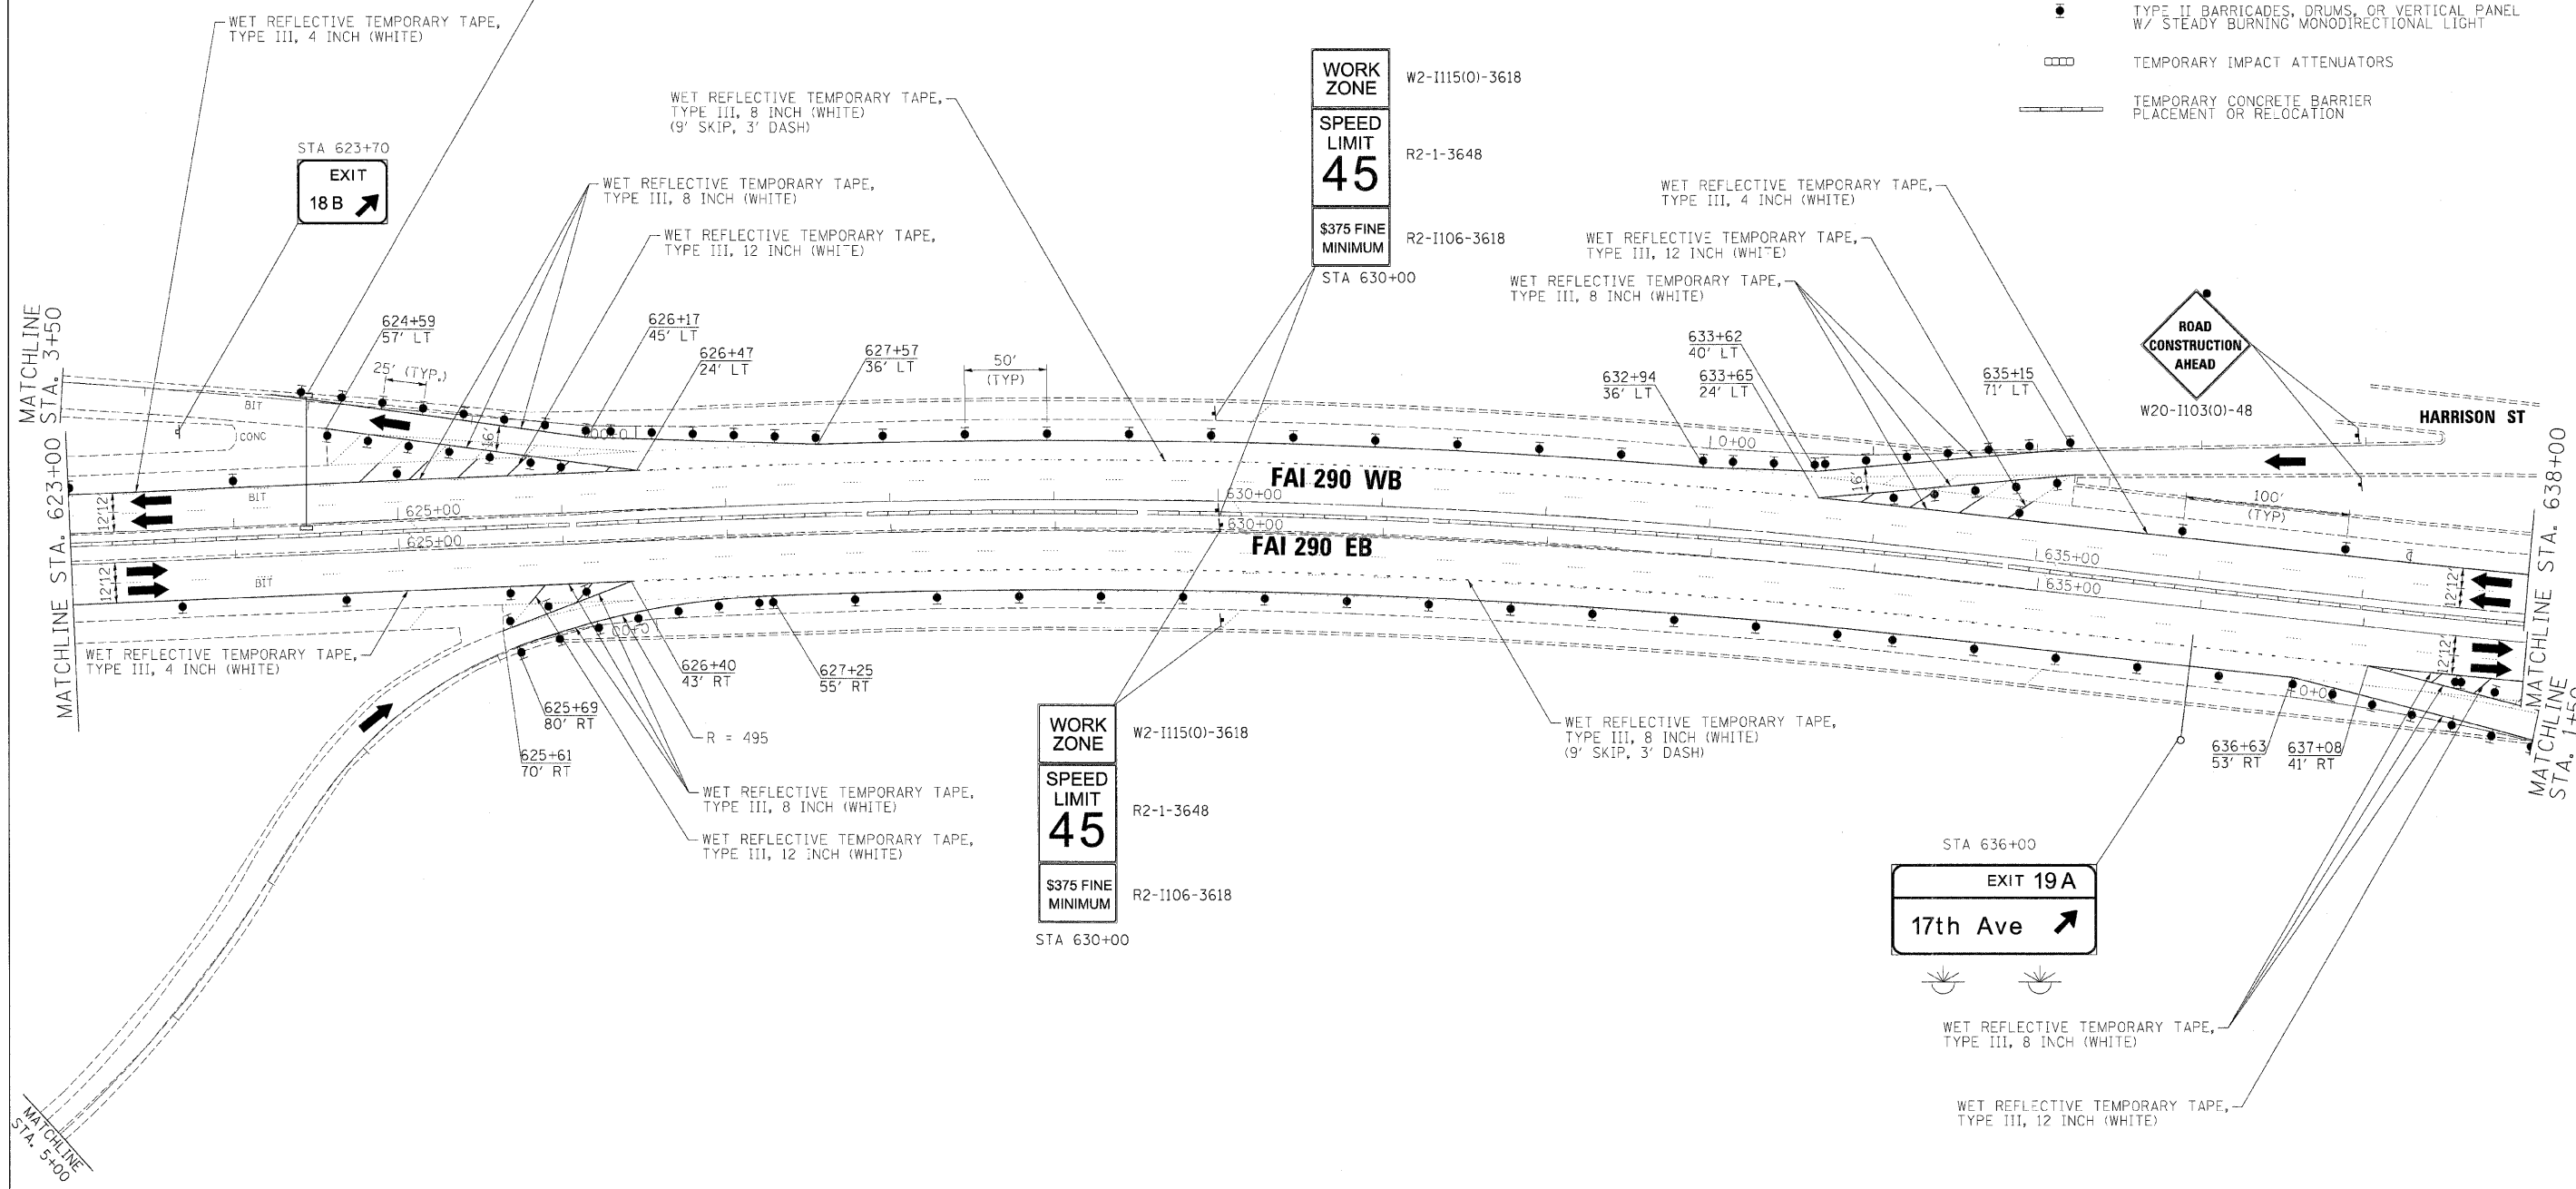 WET REFLECTIVE TEMPORARY TAPE,
TYPE III, 4 INCH (WHITE)
TYPE II BARRICADES, DRUMS, OR VERTICAL PANEL
W/ STEADY BURNING MONODIRECTIONAL LIGHT
TEMPORARY IMPACT ATTENUATORS
TEMPORARY CONCRETE BARRIER
PLACEMENT OR RELOCATION
WORK
ZONE
W2-I115(O)-3618
SPEED
LIMIT
45
R2-1-3648
$375 FINE
MINIMUM
R2-I106-3618
STA 630+00
WET REFLECTIVE TEMPORARY TAPE,
TYPE III, 8 INCH (WHITE)
(9' SKIP, 3' DASH)
STA 623+70
EXIT
18 B
WET REFLECTIVE TEMPORARY TAPE,
TYPE III, 8 INCH (WHITE)
WET REFLECTIVE TEMPORARY TAPE,
TYPE III, 12 INCH (WHITE)
WET REFLECTIVE TEMPORARY TAPE,
TYPE III, 4 INCH (WHITE)
WET REFLECTIVE TEMPORARY TAPE,
TYPE III, 12 INCH (WHITE)
WET REFLECTIVE TEMPORARY TAPE,
TYPE III, 8 INCH (WHITE)
ROAD
CONSTRUCTION
AHEAD
W20-I103(O)-48
HARRISON ST
MATCHLINE
STA. 3+50
624+59
57' LT
25' (TYP.)
626+17
45' LT
626+47
24' LT
627+57
36' LT
50'
(TYP)
632+94
36' LT
633+62
40' LT
633+65
24' LT
635+15
71' LT
BIT
CONC
16'
0+00
16'
100'
(TYP)
MATCHLINE STA. 623+00
MATCHLINE STA. 638+00
12' 12'
BIT
625+00
FAI 290 WB
630+00
635+00
12' 12'
625+00
630+00
FAI 290 EB
635+00
12' 12'
BIT
12' 12'
WET REFLECTIVE TEMPORARY TAPE,
TYPE III, 4 INCH (WHITE)
625+69
80' RT
625+61
70' RT
626+40
43' RT
627+25
55' RT
R = 495
WET REFLECTIVE TEMPORARY TAPE,
TYPE III, 8 INCH (WHITE)
WET REFLECTIVE TEMPORARY TAPE,
TYPE III, 12 INCH (WHITE)
WORK
ZONE
W2-I115(O)-3618
SPEED
LIMIT
45
R2-1-3648
$375 FINE
MINIMUM
R2-I106-3618
STA 630+00
WET REFLECTIVE TEMPORARY TAPE,
TYPE III, 8 INCH (WHITE)
(9' SKIP, 3' DASH)
636+63
53' RT
637+08
41' RT
MATCHLINE
STA. 1+50
STA 636+00
EXIT 19 A
17th Ave
WET REFLECTIVE TEMPORARY TAPE,
TYPE III, 8 INCH (WHITE)
WET REFLECTIVE TEMPORARY TAPE,
TYPE III, 12 INCH (WHITE)
MATCHLINE
STA. 5+00